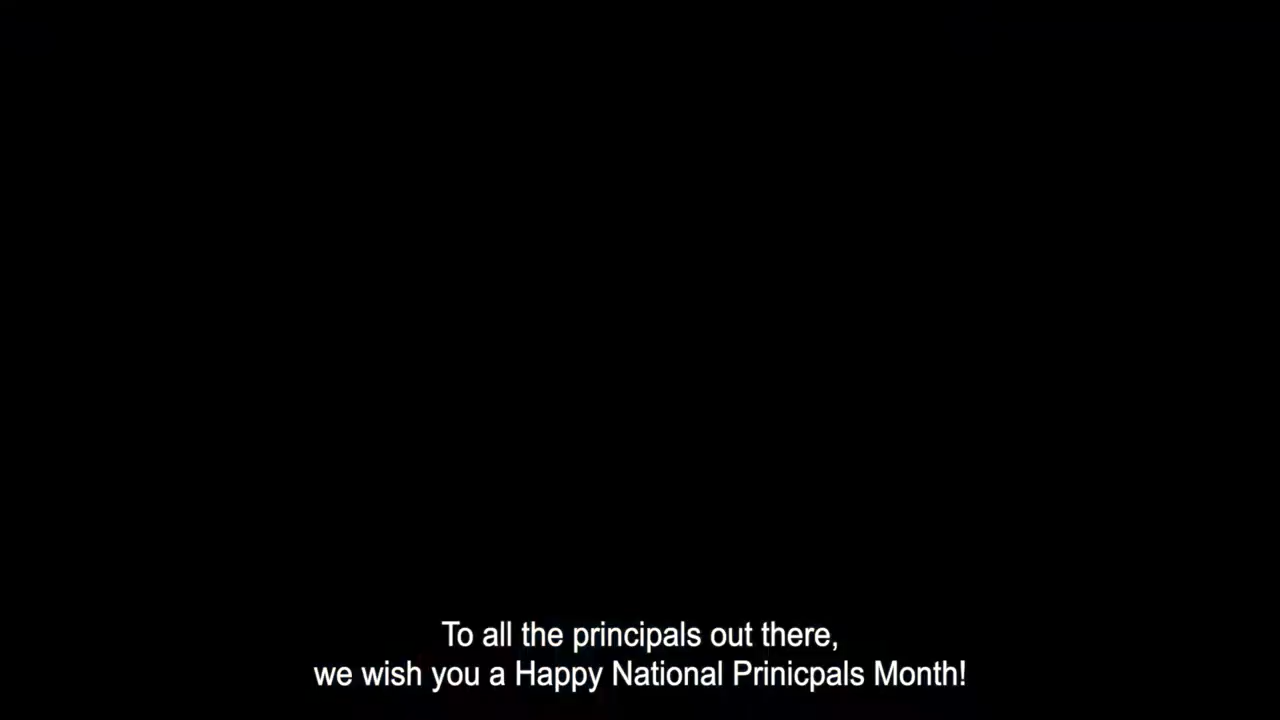 To all the principals out there,
we wish you a Happy National Prinicpals Month!